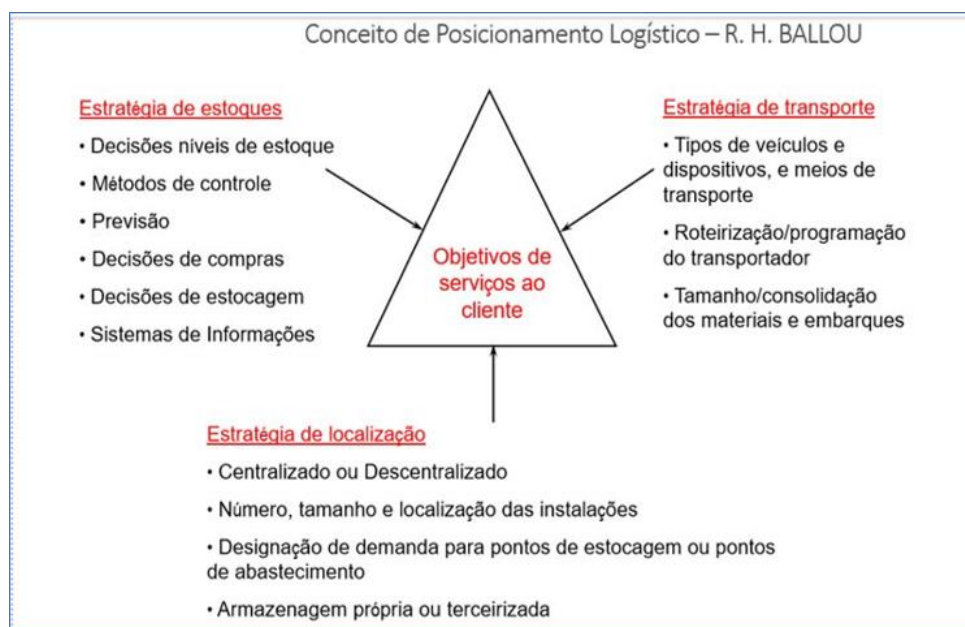 Conceito de Posicionamento Logístico – R. H. BALLOU
Estratégia de estoques
• Decisões níveis de estoque
• Métodos de controle
• Previsão
• Decisões de compras
• Decisões de estocagem
• Sistemas de Informações
Estratégia de transporte
• Tipos de veículos e
dispositivos, e meios de
transporte
• Roteirização/programação
do transportador
• Tamanho/consolidação
dos materiais e embarques
Objetivos de
serviços ao
cliente
Estratégia de localização
• Centralizado ou Descentralizado
• Número, tamanho e localização das instalações
• Designação de demanda para pontos de estocagem ou pontos
de abastecimento
• Armazenagem própria ou terceirizada